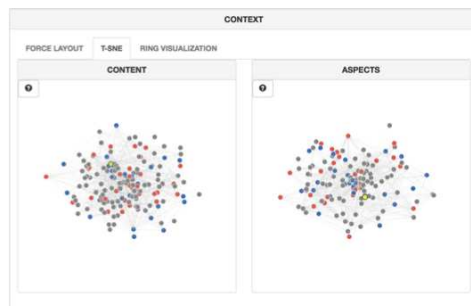 CONTEXT
FORCE LAYOUT T-SNE RING VISUALIZATION
CONTENT ASPECTS
? ?